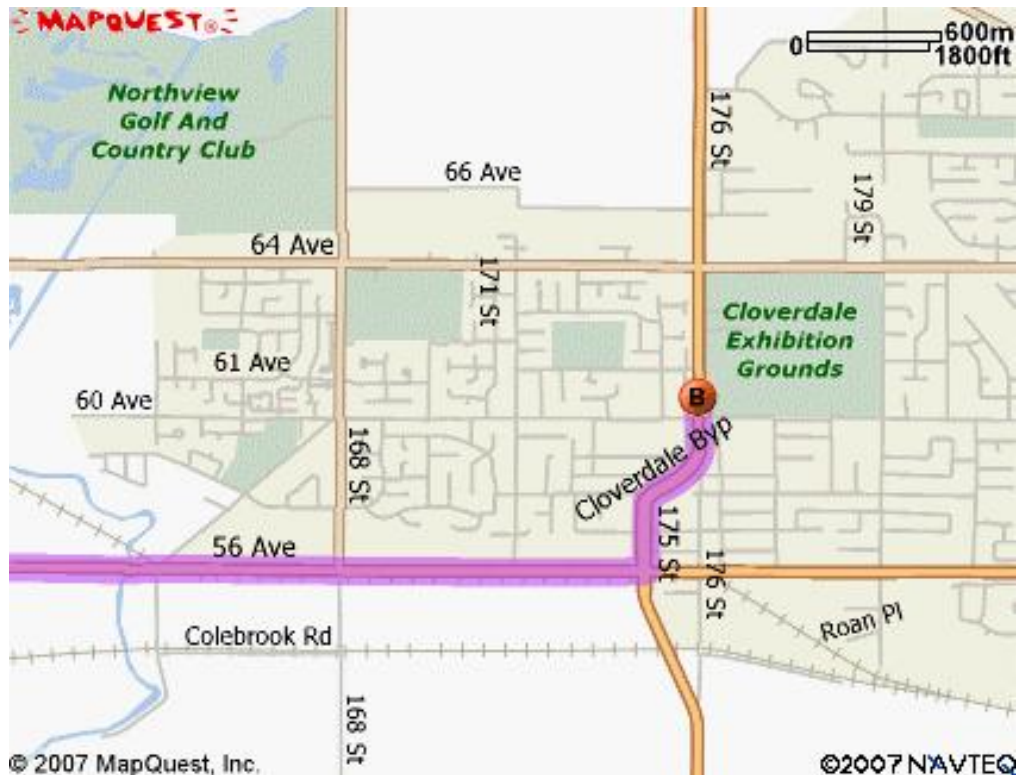 MAPQUEST®
0 600m
1800ft
Northview
Golf And
Country Club
176 St
66 Ave
179 St
64 Ave
171 St
Cloverdale
Exhibition
Grounds
61 Ave
60 Ave
B
Cloverdale Byp
168 St
175 St
56 Ave
176 St
Roan Pl
Colebrook Rd
168 St
© 2007 MapQuest, Inc.
©2007 NAVTEQ